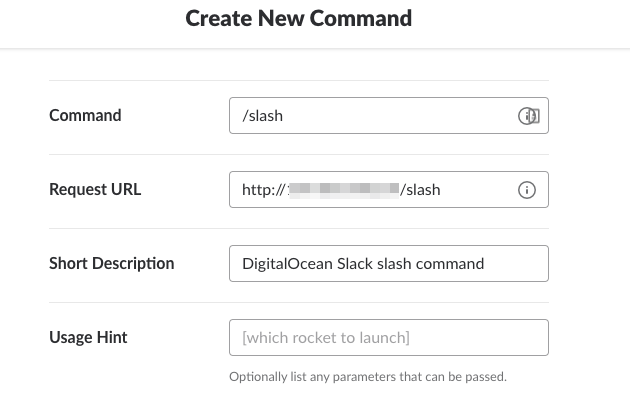 Create New Command
Command
/slash
Request URL
http:// /slash
Short Description
DigitalOcean Slack slash command
Usage Hint
[which rocket to launch]
Optionally list any parameters that can be passed.